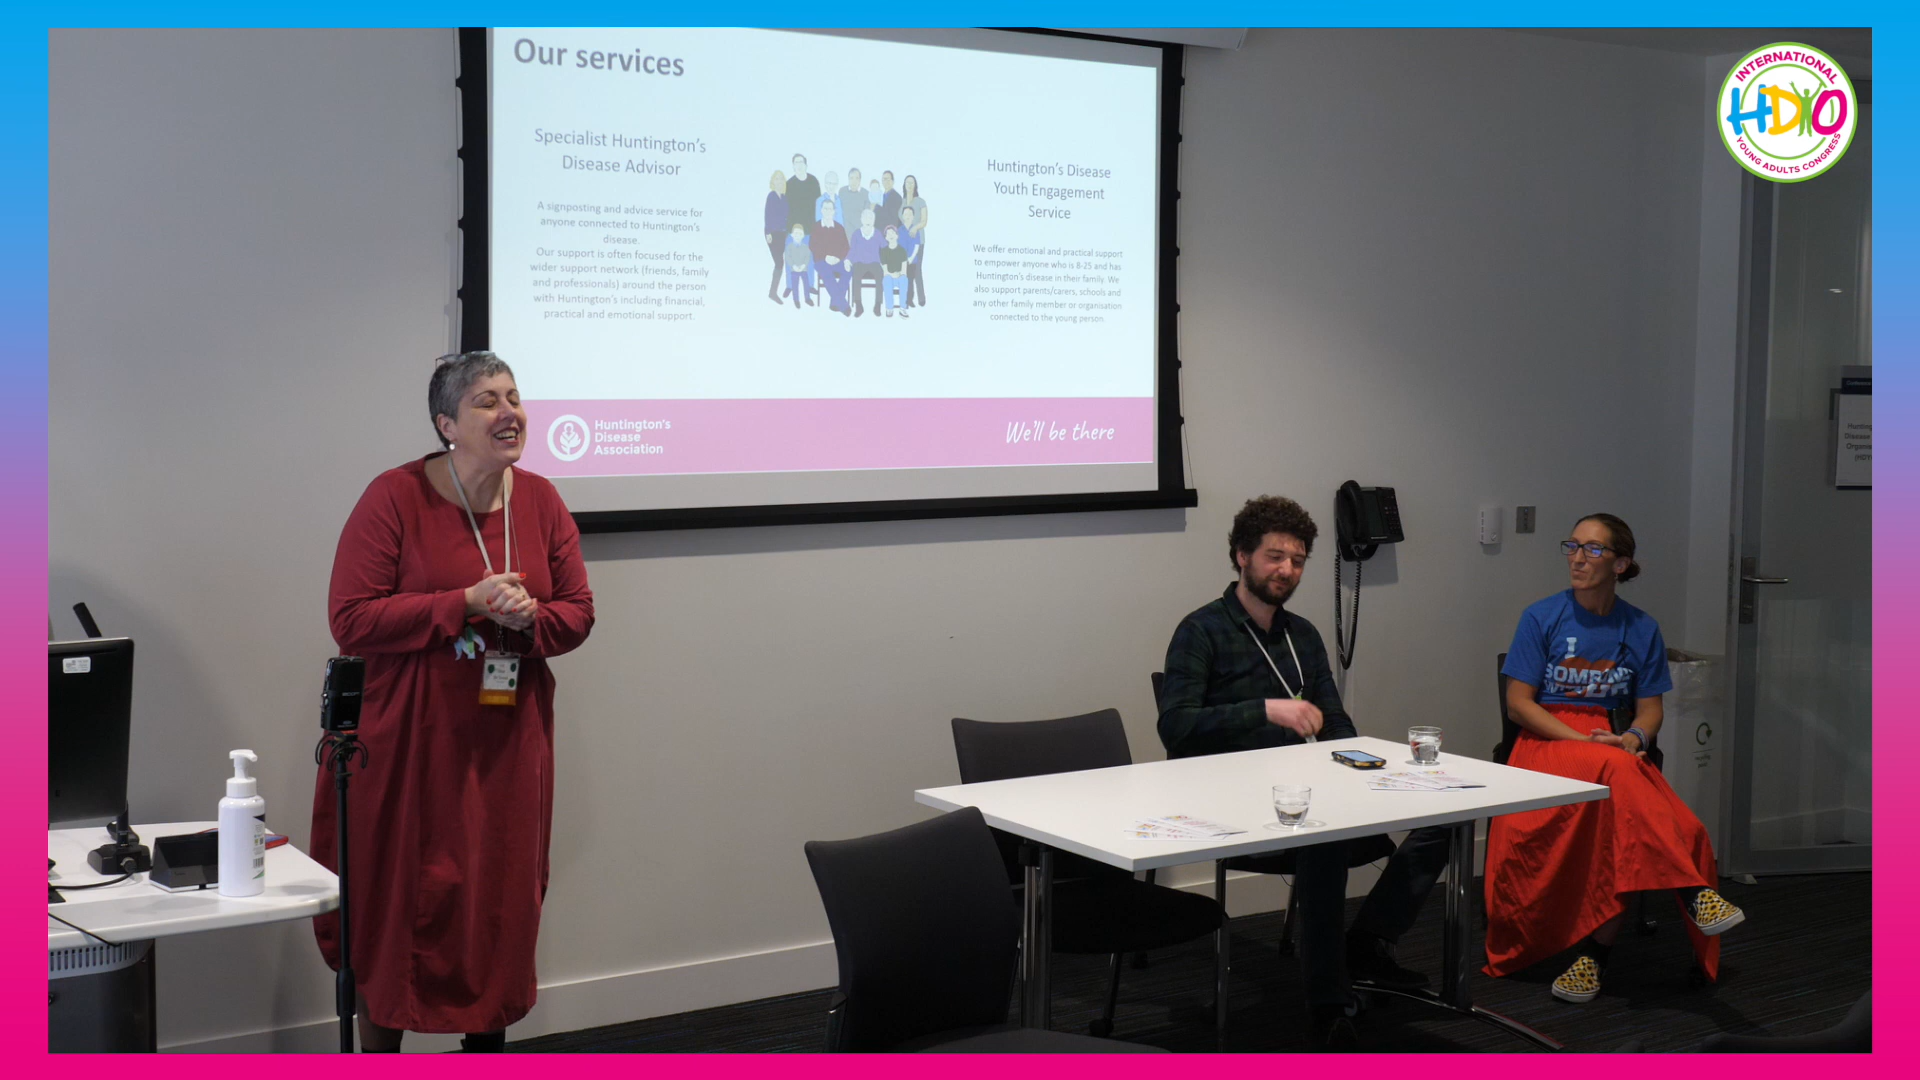 Our services
Specialist Huntington's
Disease Advisor
A signposting and advice service for
anyone connected to Huntington's
disease.
Our support is often focused for the
wider support network (friends, family
and professionals) around the person
with Huntington's including financial,
practical and emotional support.
Huntington's Disease
Youth Engagement
Service
We offer emotional and practical support
to empower anyone who is 8-25 and has
Huntington's disease in their family. We
also support parents/carers, schools and
any other family member or organisation
connected to the young person.
Huntington's
Disease
Association
We'll be there
INTERNATIONAL
HDYO
YOUNG ADULTS CONGRESS
I